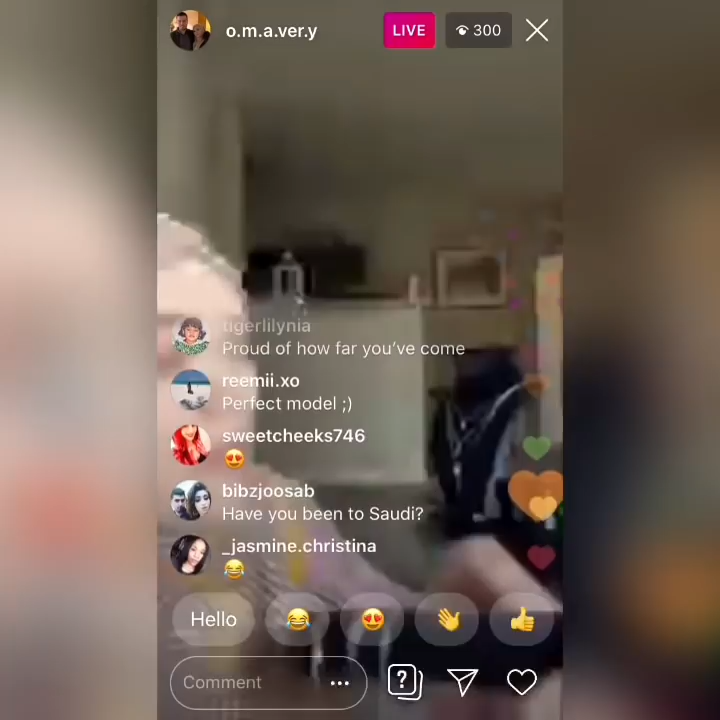 o.m.a.ver.y
LIVE
300
tigerlilynia
Proud of how far you've come
reemii.xo
Perfect model ;)
sweetcheeks746
😍
bibzjoosab
Have you been to Saudi?
_jasmine.christina
😂
Hello 😂 😍 👋 👍
Comment
?